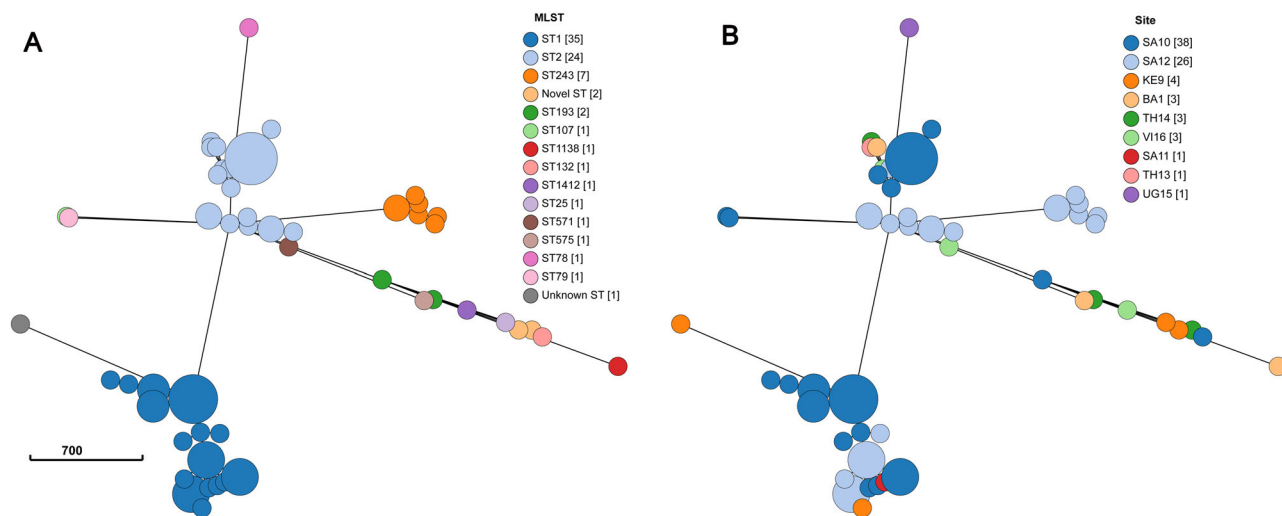 A
MLST
ST1 [35]
ST2 [24]
ST243 [7]
Novel ST [2]
ST193 [2]
ST107 [1]
ST1138 [1]
ST132 [1]
ST1412 [1]
ST25 [1]
ST571 [1]
ST575 [1]
ST78 [1]
ST79 [1]
Unknown ST [1]
700
B
Site
SA10 [38]
SA12 [26]
KE9 [4]
BA1 [3]
TH14 [3]
VI16 [3]
SA11 [1]
TH13 [1]
UG15 [1]